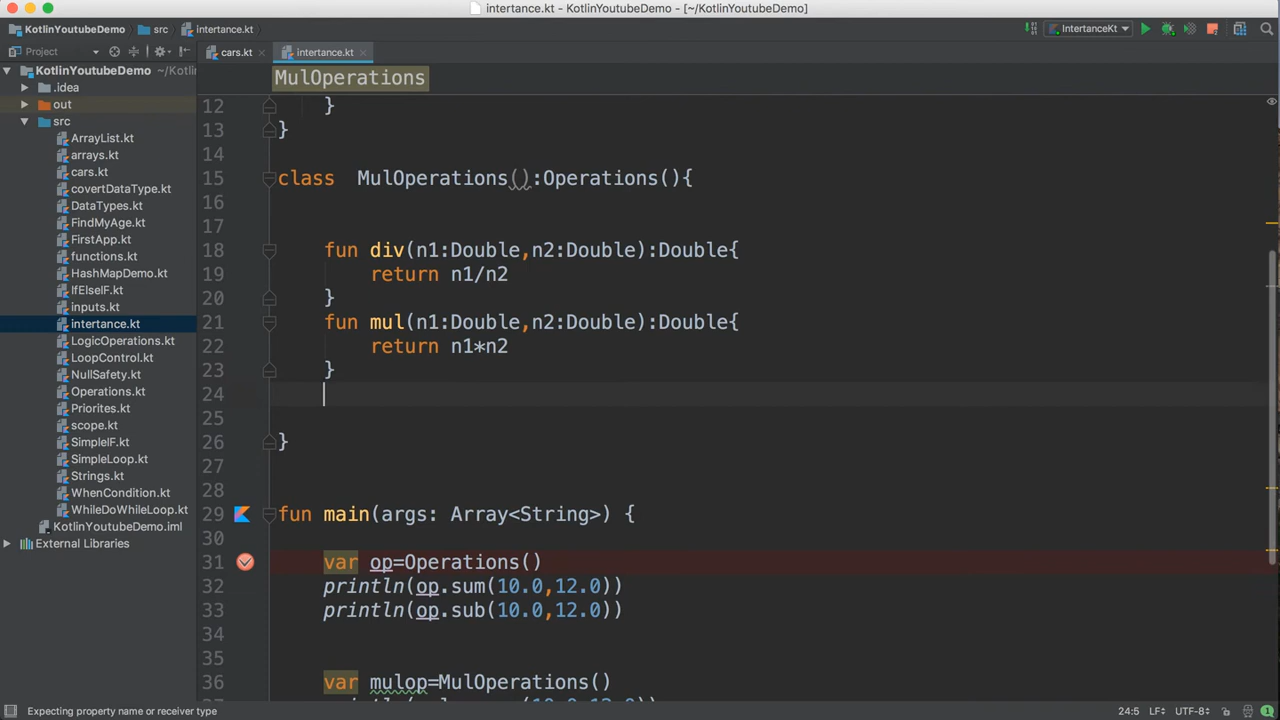 intertance.kt - KotlinYoutubeDemo - [~/KotlinYoutubeDemo]
KotlinYoutubeDemo src intertance.kt IntertanceKt
Project cars.kt intertance.kt
KotlinYoutubeDemo ~/Kotlin
MulOperations
.idea
out
src
ArrayList.kt
arrays.kt
cars.kt
covertDataType.kt
DataTypes.kt
FindMyAge.kt
FirstApp.kt
functions.kt
HashMapDemo.kt
IfElseIF.kt
inputs.kt
intertance.kt
LogicOperations.kt
LoopControl.kt
NullSafety.kt
Operations.kt
Priorites.kt
scope.kt
SimpleIF.kt
SimpleLoop.kt
Strings.kt
WhenCondition.kt
WhileDoWhileLoop.kt
KotlinYoutubeDemo.iml
External Libraries
12 }
13 }
14
15 class MulOperations():Operations(){
16
17
18 fun div(n1:Double,n2:Double):Double{
19 return n1/n2
20 }
21 fun mul(n1:Double,n2:Double):Double{
22 return n1*n2
23 }
24
25
26 }
27
28
29 fun main(args: Array<String>) {
30
31 var op=Operations()
32 println(op.sum(10.0,12.0))
33 println(op.sub(10.0,12.0))
34
35
36 var mulop=MulOperations()
Expecting property name or receiver type 24:5 LF UTF-8 1